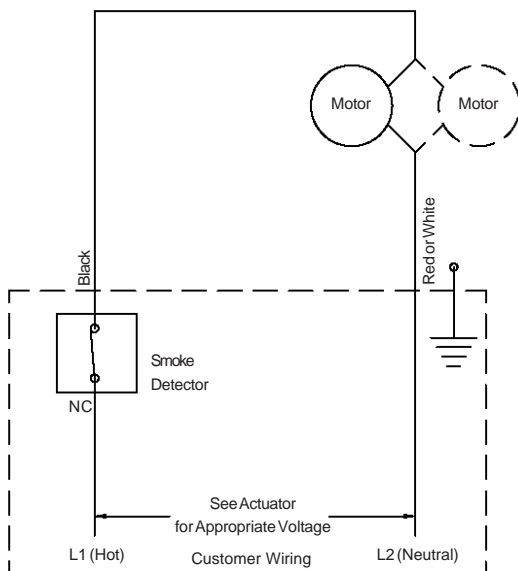 Motor
Motor
Black
Red or White
Smoke
Detector
NC
See Actuator
for Appropriate Voltage
L1 (Hot)
Customer Wiring
L2 (Neutral)